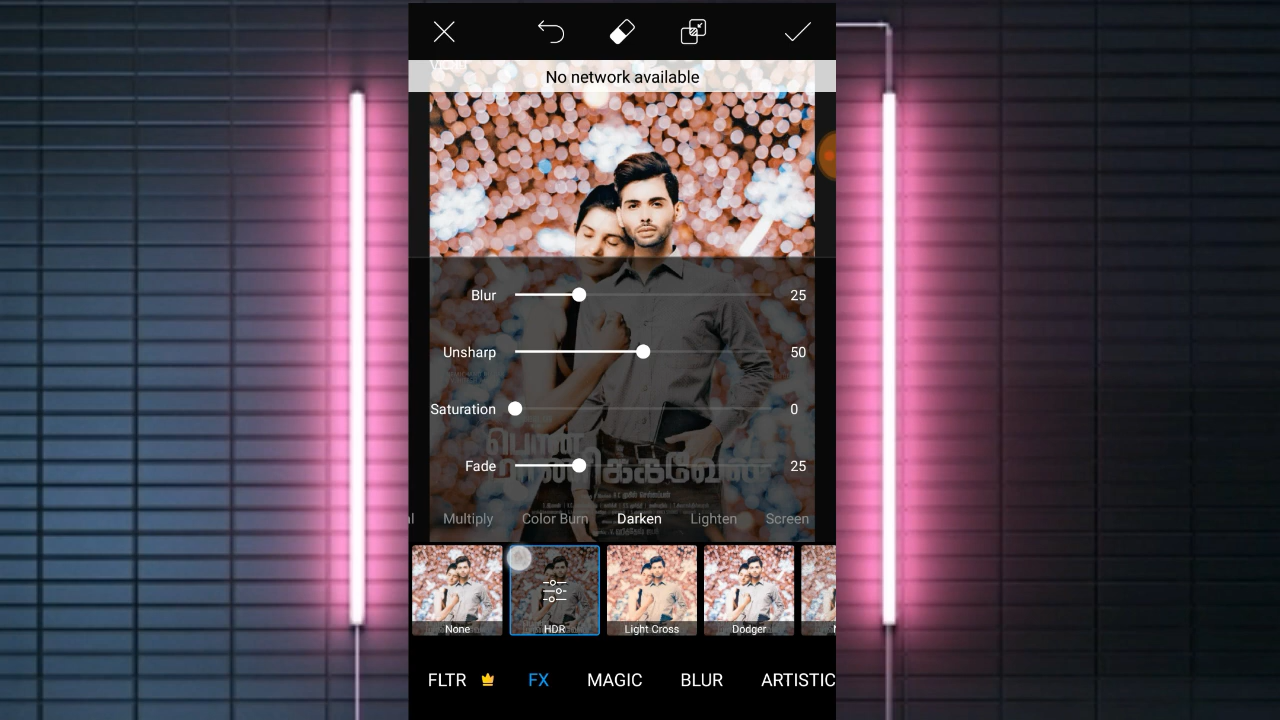 No network available
Blur 25
Unsharp 50
Saturation 0
Fade 25
Multiply Color Burn Darken Lighten Screen
None HDR Light Cross Dodger
FLTR FX MAGIC BLUR ARTISTIC